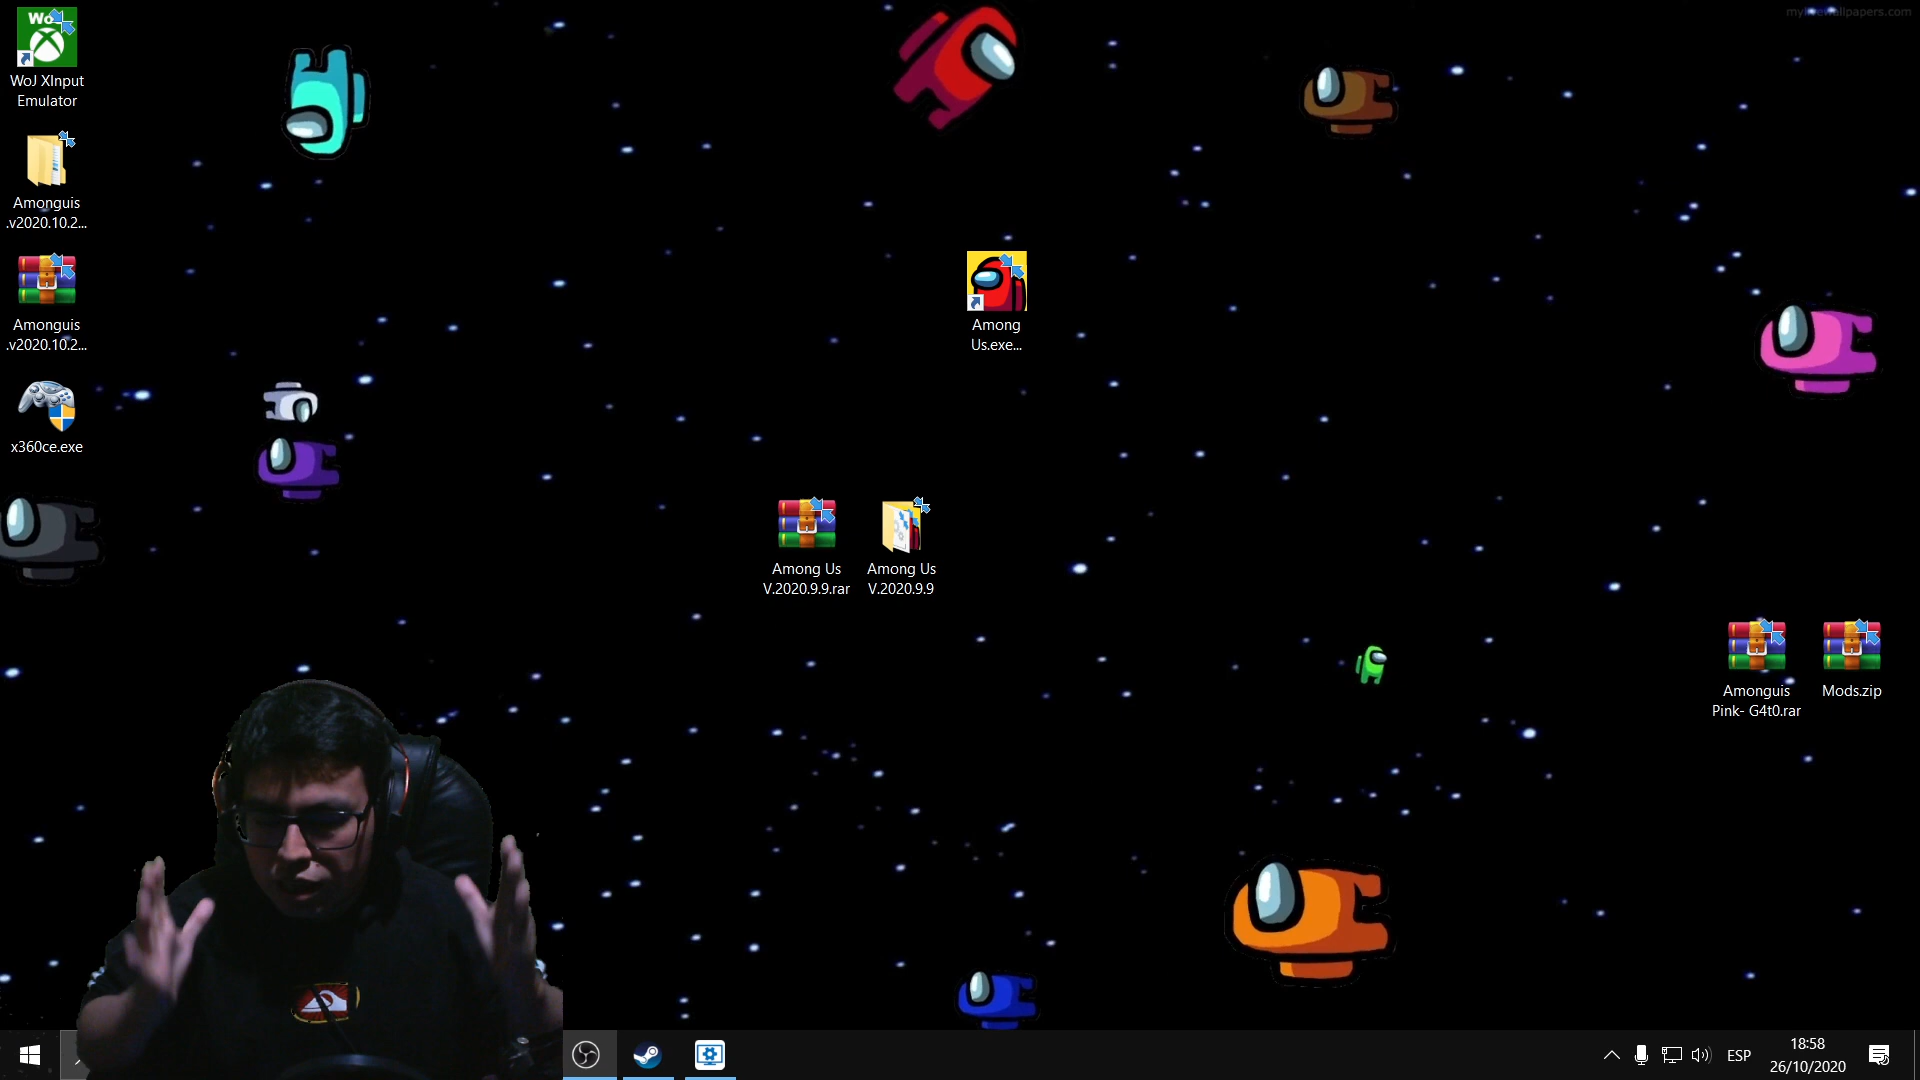 mylivewallpapers.com
WoJ XInput
Emulator
Amonguis
.v2020.10.2...
Amonguis
.v2020.10.2...
x360ce.exe
Among
Us.exe...
Among Us
V.2020.9.9.rar
Among Us
V.2020.9.9
Amonguis
Pink- G4t0.rar
Mods.zip
ESP
18:58
26/10/2020